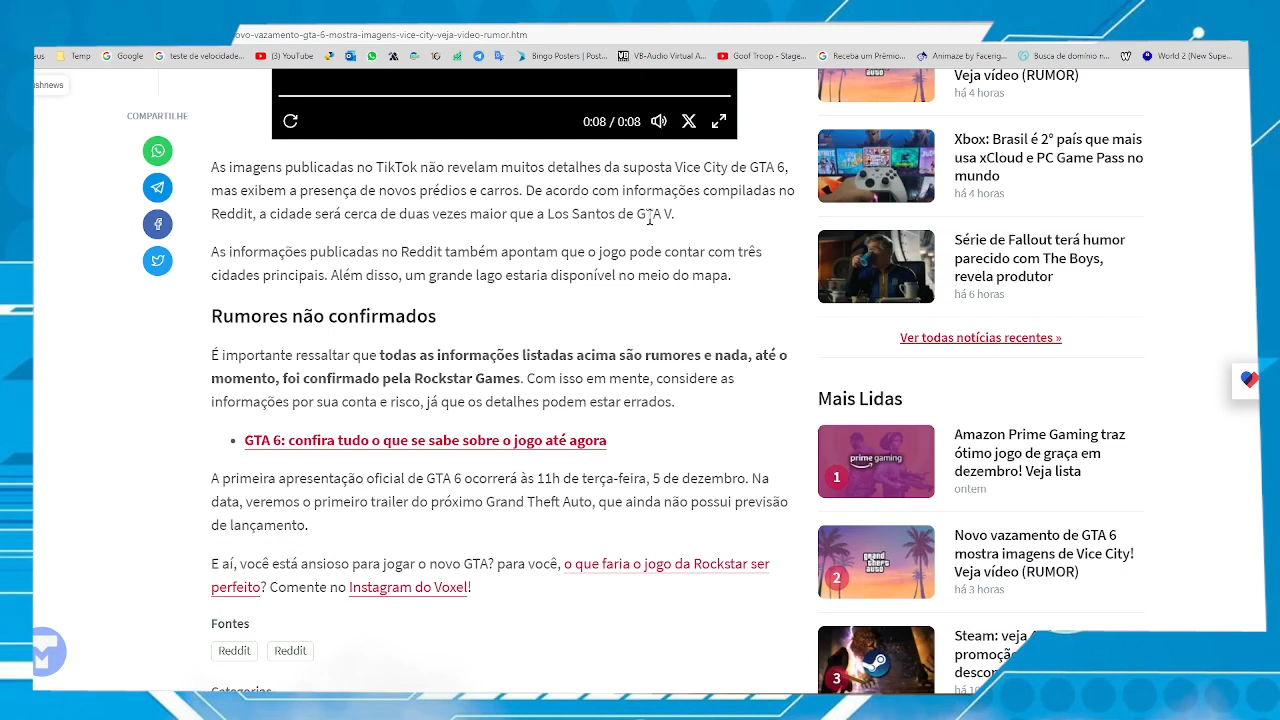 ovo-vazamento-gta-6-mostra-imagens-vice-city-veja-video-rumor.htm
eus
Temp
Google
teste de velocidade...
(3) YouTube
Bingo Posters | Post...
VB-Audio Virtual A...
Goof Troop - Stage...
Receba um Prêmio...
Animaze by Faceng...
Busca de domínio n...
World 2 (New Supe...
shnews
COMPARTILHE
0:08 / 0:08
As imagens publicadas no TikTok não revelam muitos detalhes da suposta Vice City de GTA 6,
mas exibem a presença de novos prédios e carros. De acordo com informações compiladas no
Reddit, a cidade será cerca de duas vezes maior que a Los Santos de GTA V.
As informações publicadas no Reddit também apontam que o jogo pode contar com três
cidades principais. Além disso, um grande lago estaria disponível no meio do mapa.
Rumores não confirmados
É importante ressaltar que todas as informações listadas acima são rumores e nada, até o
momento, foi confirmado pela Rockstar Games. Com isso em mente, considere as
informações por sua conta e risco, já que os detalhes podem estar errados.
• GTA 6: confira tudo o que se sabe sobre o jogo até agora
A primeira apresentação oficial de GTA 6 ocorrerá às 11h de terça-feira, 5 de dezembro. Na
data, veremos o primeiro trailer do próximo Grand Theft Auto, que ainda não possui previsão
de lançamento.
E aí, você está ansioso para jogar o novo GTA? para você, o que faria o jogo da Rockstar ser
perfeito? Comente no Instagram do Voxel!
Fontes
Reddit
Reddit
Categorias
Veja vídeo (RUMOR)
há 4 horas
Xbox: Brasil é 2° país que mais
usa xCloud e PC Game Pass no
mundo
há 4 horas
Série de Fallout terá humor
parecido com The Boys,
revela produtor
há 6 horas
Ver todas notícias recentes »
Mais Lidas
prime gaming
1
Amazon Prime Gaming traz
ótimo jogo de graça em
dezembro! Veja lista
ontem
grand
theft
auto
2
Novo vazamento de GTA 6
mostra imagens de Vice City!
Veja vídeo (RUMOR)
há 3 horas
3
Steam: veja
promoção
descon